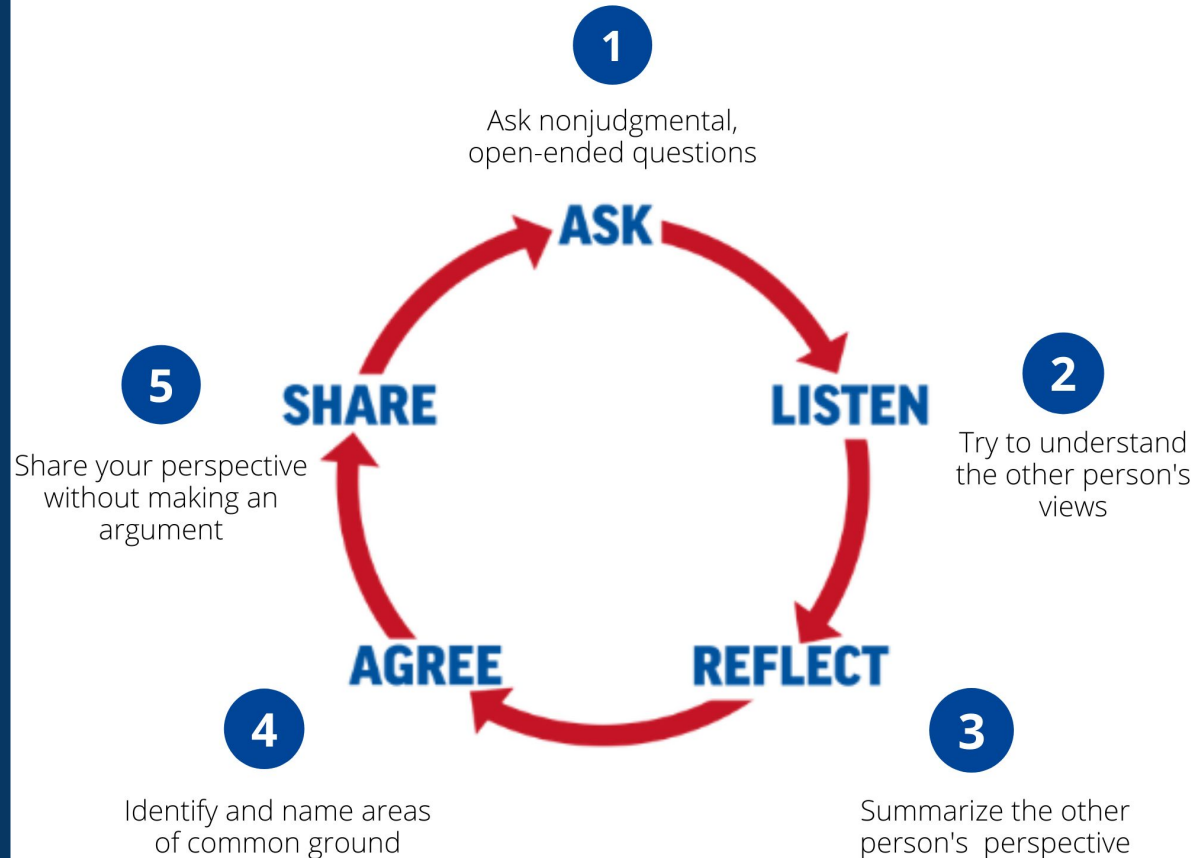 1
Ask nonjudgmental,
open-ended questions
ASK
2
LISTEN
Try to understand
the other person's
views
3
REFLECT
Summarize the other
person's perspective
4
AGREE
Identify and name areas
of common ground
5
SHARE
Share your perspective
without making an
argument